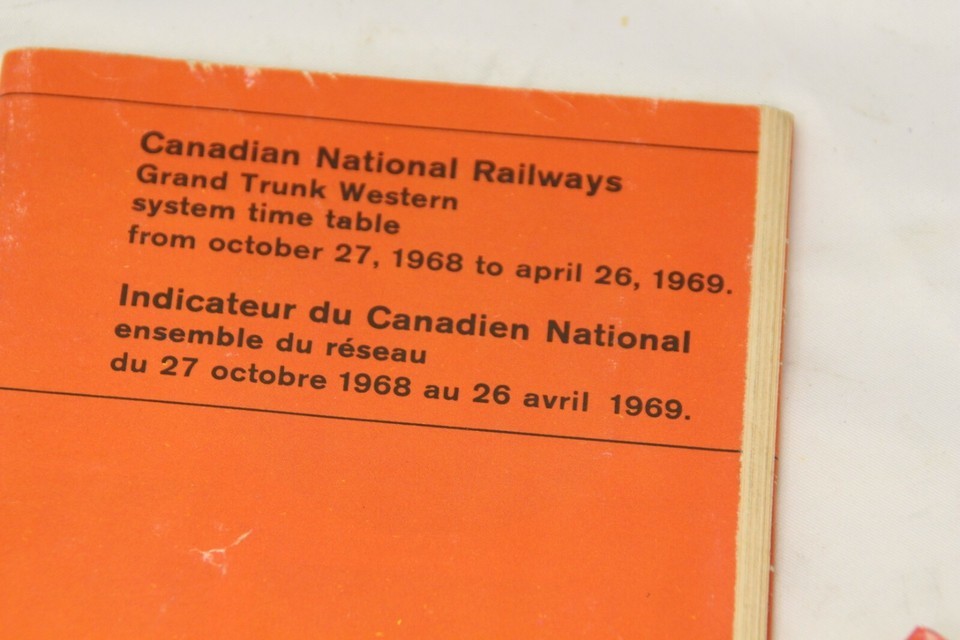 Canadian National Railways
Grand Trunk Western
system time table
from october 27, 1968 to april 26, 1969.
Indicateur du Canadien National
ensemble du réseau
du 27 octobre 1968 au 26 avril 1969.